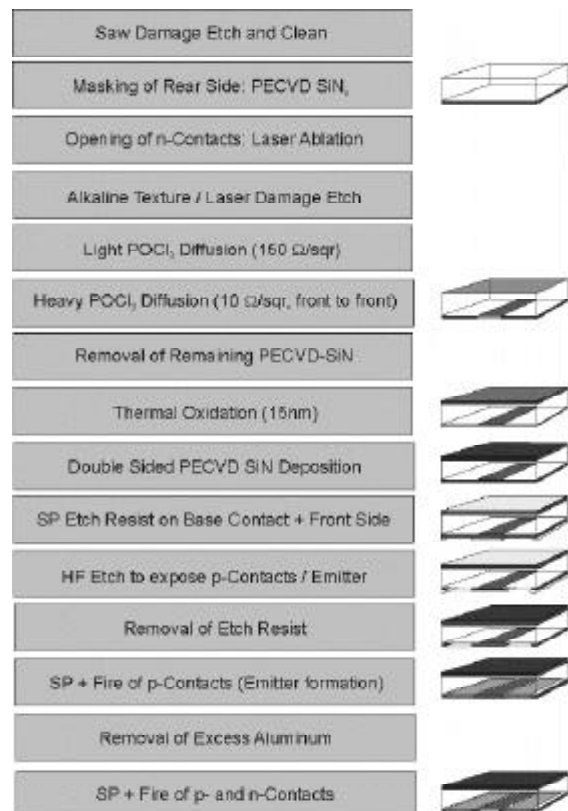 Saw Damage Etch and Clean
Masking of Rear Side: PECVD SiNₓ
Opening of n-Contacts: Laser Ablation
Alkaline Texture / Laser Damage Etch
Light POCl₃ Diffusion (150 Ω/sqr)
Heavy POCl₃ Diffusion (10 Ω/sqr, front to front)
Removal of Remaining PECVD-SiN
Thermal Oxidation (15nm)
Double Sided PECVD SiN Deposition
SP Etch Resist on Base Contact + Front Side
HF Etch to expose p-Contacts / Emitter
Removal of Etch Resist
SP + Fire of p-Contacts (Emitter formation)
Removal of Excess Aluminum
SP + Fire of p- and n-Contacts